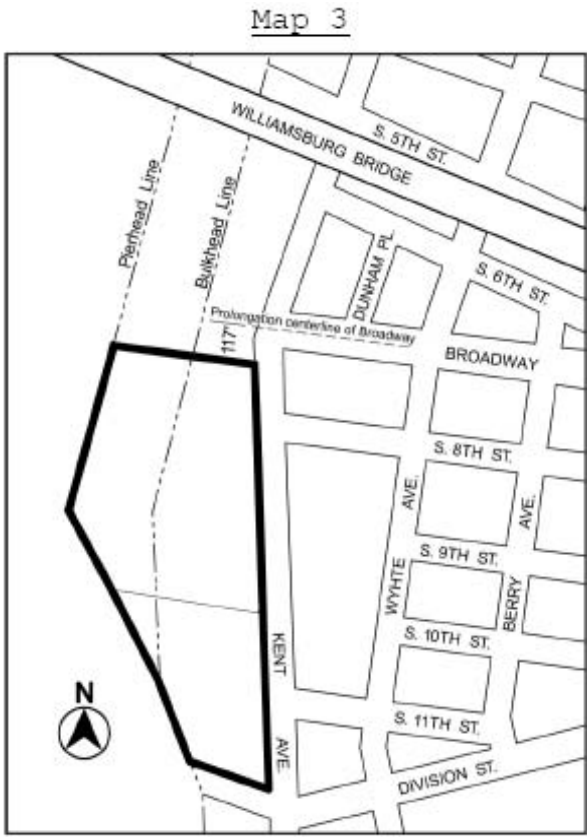 Map 3
WILLIAMSBURG BRIDGE
S. 5TH ST.
Pierhead Line
Bulkhead Line
DUNHAM PL.
S. 6TH ST.
Prolongation centerline of Broadway
117'
BROADWAY
S. 8TH ST.
WYHTE AVE.
BERRY AVE.
S. 9TH ST.
S. 10TH ST.
KENT AVE.
S. 11TH ST.
DIVISION ST.
N